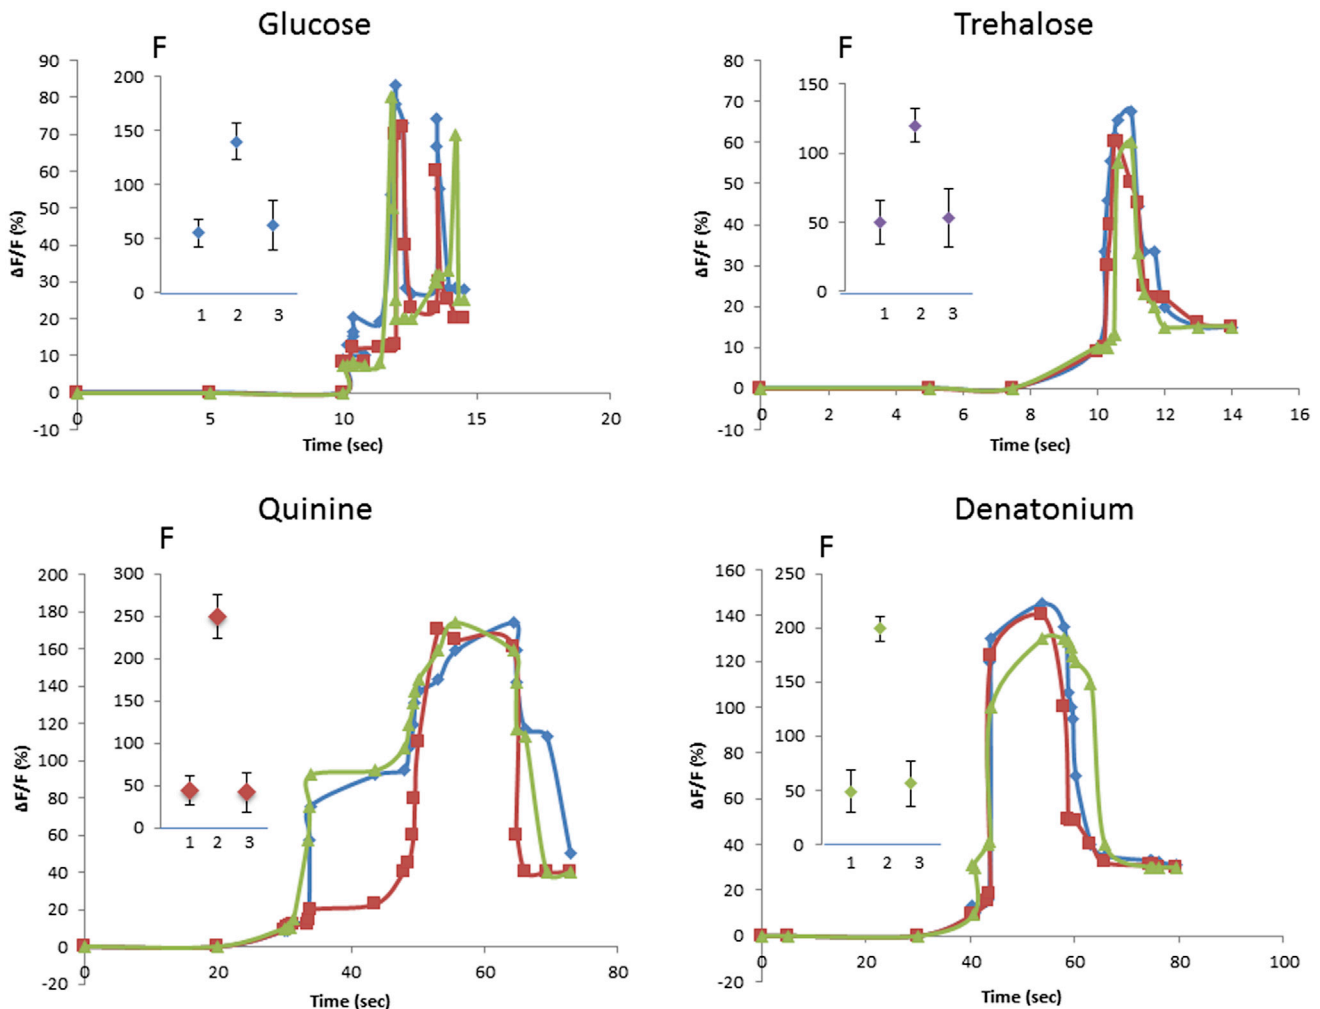 Glucose
F
90
80
70
60
50
40
30
20
10
0
-10
ΔF/F (%)
200
150
100
50
0
1 2 3
0 5 10 15 20
Time (sec)
Trehalose
F
80
70
60
50
40
30
20
10
0
-10
ΔF/F (%)
150
100
50
0
1 2 3
0 2 4 6 8 10 12 14 16
Time (sec)
Quinine
F
200
180
160
140
120
100
80
60
40
20
0
-20
ΔF/F (%)
300
250
200
150
100
50
0
1 2 3
0 20 40 60 80
Time (sec)
Denatonium
F
160
140
120
100
80
60
40
20
0
-20
ΔF/F (%)
250
200
150
100
50
0
1 2 3
0 20 40 60 80 100
Time (sec)